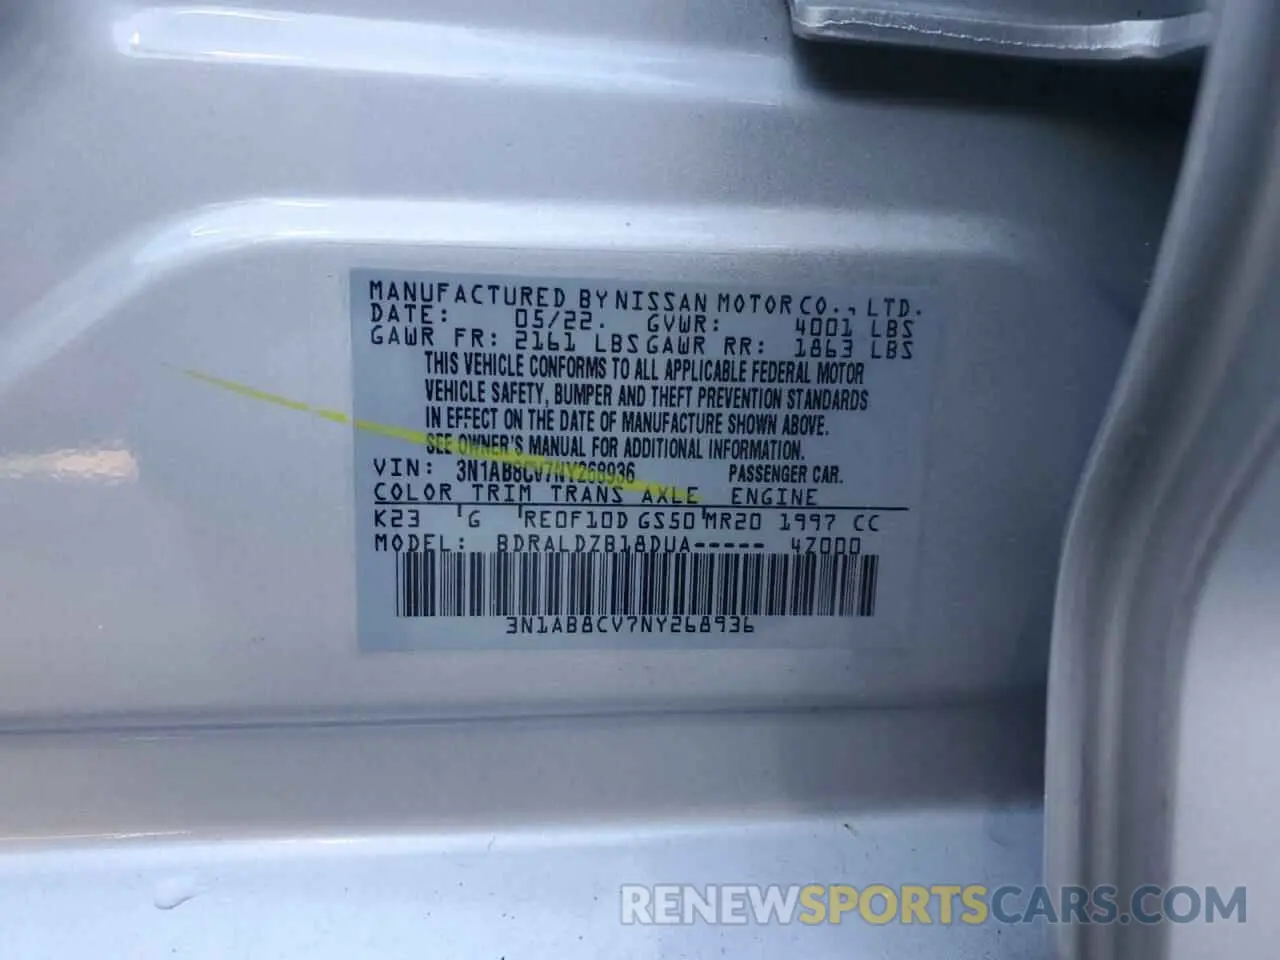 MANUFACTURED BY NISSAN MOTOR CO., LTD.
DATE: 05/22. GVWR: 4001 LBS
GAWR FR: 2161 LBS GAWR RR: 1863 LBS
THIS VEHICLE CONFORMS TO ALL APPLICABLE FEDERAL MOTOR
VEHICLE SAFETY, BUMPER AND THEFT PREVENTION STANDARDS
IN EFFECT ON THE DATE OF MANUFACTURE SHOWN ABOVE.
SEE OWNER'S MANUAL FOR ADDITIONAL INFORMATION.
VIN: 3N1AB8CV7NY268936 PASSENGER CAR.
COLOR TRIM TRANS AXLE ENGINE
K23 G RE0F10D GS50 MR20 1997 CC
MODEL: BDRALDZB18DUA----- 4Z000
3N1AB8CV7NY268936
RENEWSPORTSCARS.COM